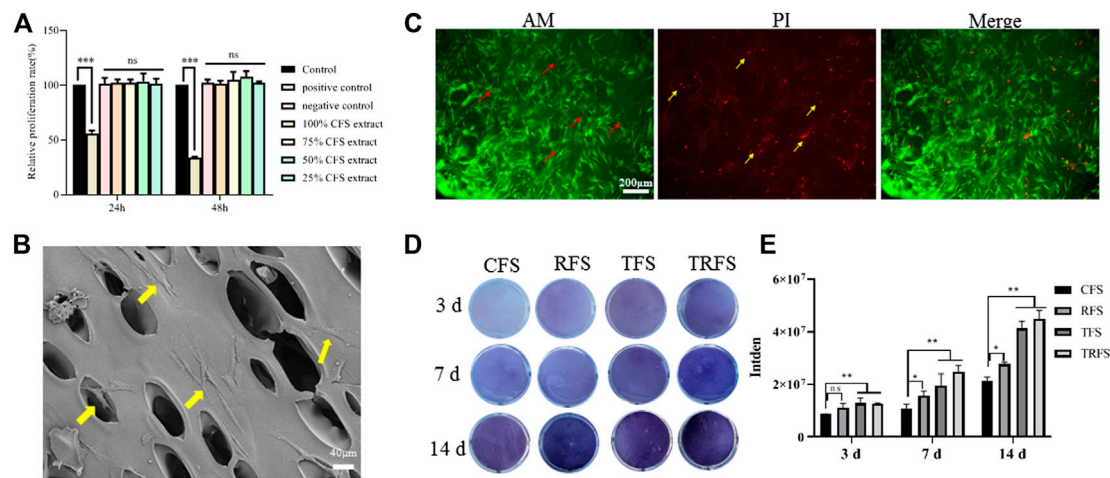 A
Relative proliferation rate(%)
150
100
50
0
***
ns
***
ns
24h
48h
Control
positive control
negative control
100% CFS extract
75% CFS extract
50% CFS extract
25% CFS extract
B
40μm
C
AM
PI
Merge
200μm
D
CFS
RFS
TFS
TRFS
3 d
7 d
14 d
E
Intden
6×10⁷
4×10⁷
2×10⁷
0
ns
**
*
**
*
**
3 d
7 d
14 d
CFS
RFS
TFS
TRFS